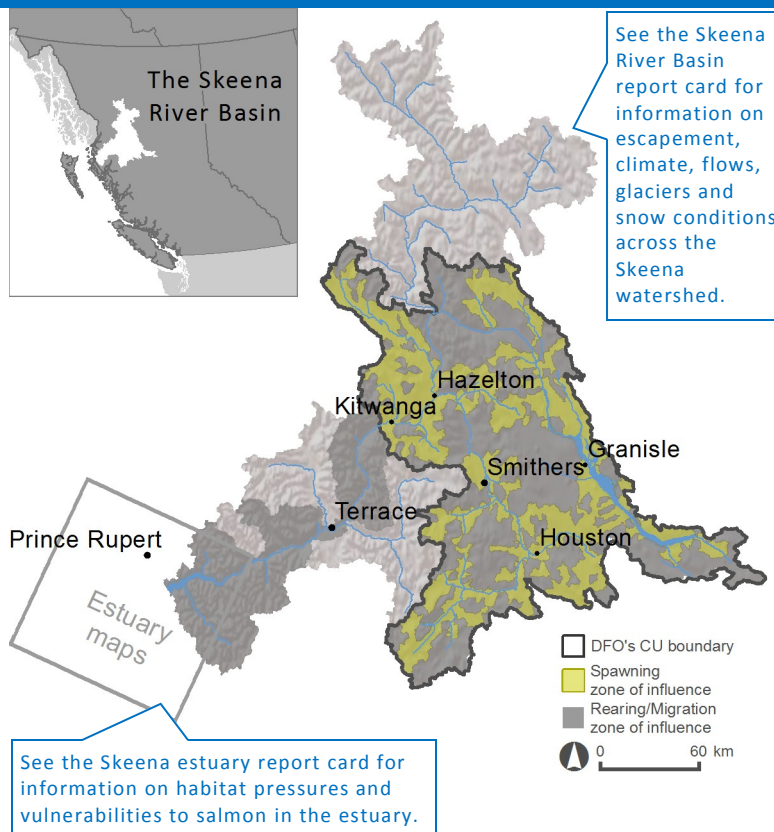 The Skeena
River Basin
See the Skeena
River Basin
report card for
information on
escapement,
climate, flows,
glaciers and
snow conditions
across the
Skeena
watershed.
Hazelton
Kitwanga
Granisle
Smithers
Terrace
Prince Rupert
Houston
Estuary
maps
DFO's CU boundary
Spawning
zone of influence
Rearing/Migration
zone of influence
0 60 km
See the Skeena estuary report card for
information on habitat pressures and
vulnerabilities to salmon in the estuary.